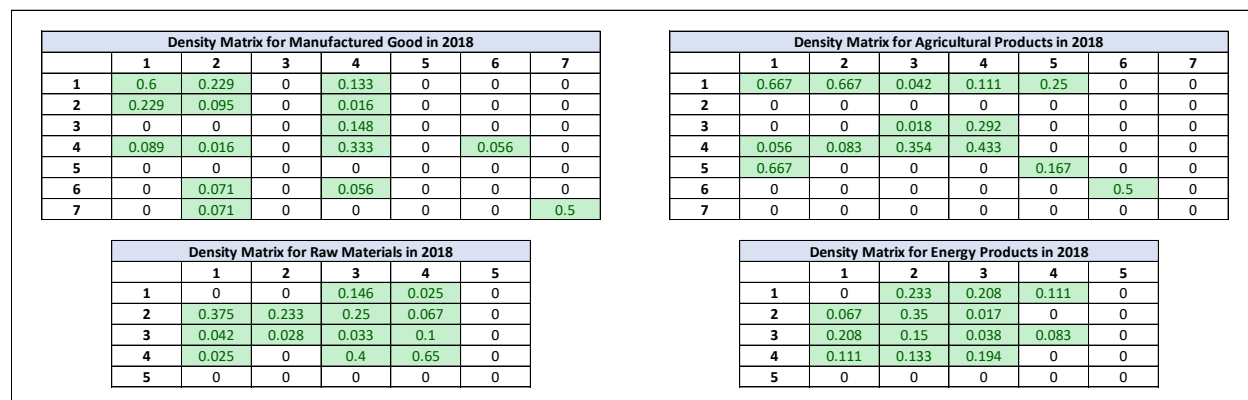 Density Matrix for Manufactured Good in 2018
1 2 3 4 5 6 7
1 0.6 0.229 0 0.133 0 0 0
2 0.229 0.095 0 0.016 0 0 0
3 0 0 0 0.148 0 0 0
4 0.089 0.016 0 0.333 0 0.056 0
5 0 0 0 0 0 0 0
6 0 0.071 0 0.056 0 0 0
7 0 0.071 0 0 0 0 0.5
Density Matrix for Agricultural Products in 2018
1 2 3 4 5 6 7
1 0.667 0.667 0.042 0.111 0.25 0 0
2 0 0 0 0 0 0 0
3 0 0 0.018 0.292 0 0 0
4 0.056 0.083 0.354 0.433 0 0 0
5 0.667 0 0 0 0.167 0 0
6 0 0 0 0 0 0.5 0
7 0 0 0 0 0 0 0
Density Matrix for Raw Materials in 2018
1 2 3 4 5
1 0 0 0.146 0.025 0
2 0.375 0.233 0.25 0.067 0
3 0.042 0.028 0.033 0.1 0
4 0.025 0 0.4 0.65 0
5 0 0 0 0 0
Density Matrix for Energy Products in 2018
1 2 3 4 5
1 0 0.233 0.208 0.111 0
2 0.067 0.35 0.017 0 0
3 0.208 0.15 0.038 0.083 0
4 0.111 0.133 0.194 0 0
5 0 0 0 0 0